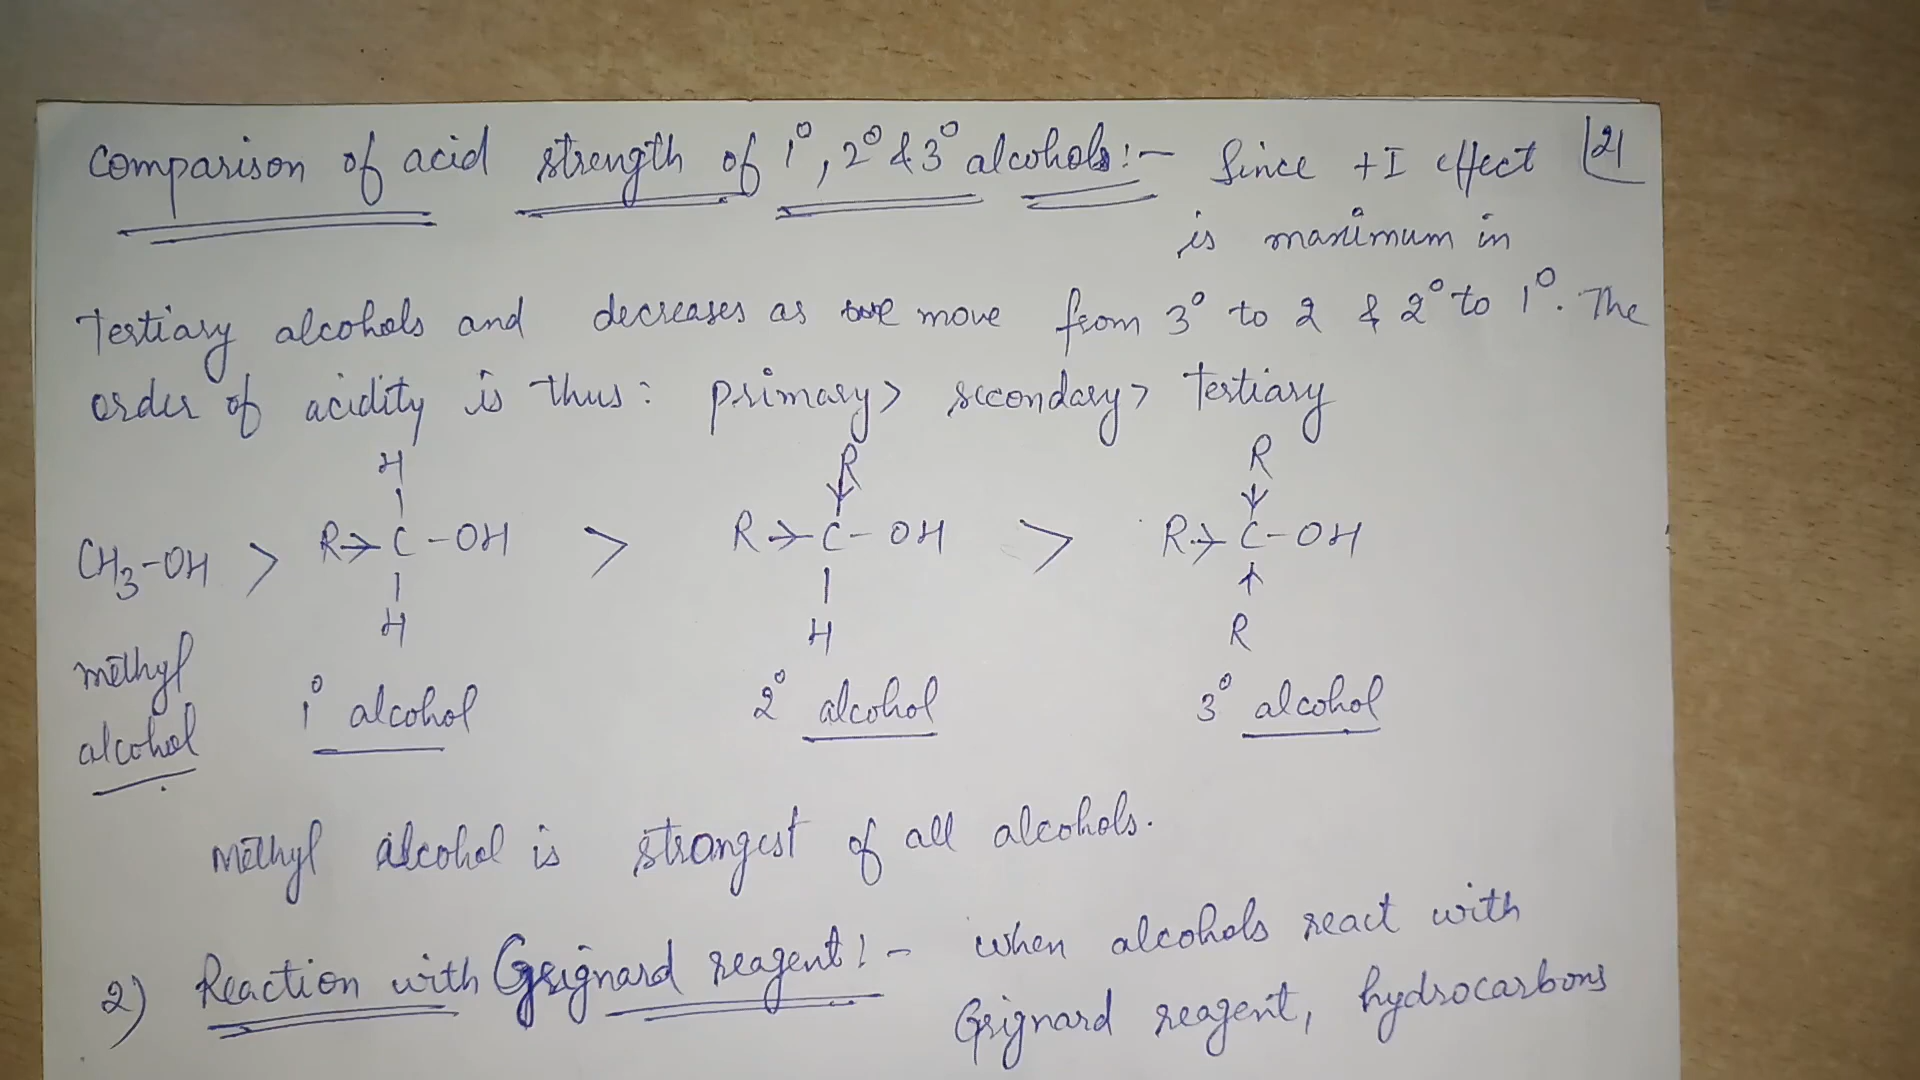 Comparison of acid strength of 1°, 2° & 3° alcohols:- Since +I effect 2
is maximum in
Tertiary alcohols and decreases as we move from 3° to 2 & 2° to 1°. The
order of acidity is thus: primary > secondary > Tertiary
H R R
CH3-OH > R→C-OH > R→C-OH > R→C-OH
H H R
methyl alcohol 1° alcohol 2° alcohol 3° alcohol
Methyl alcohol is strongest of all alcohols.
2) Reaction with Grignard reagent:- when alcohols react with
Grignard reagent, hydrocarbons